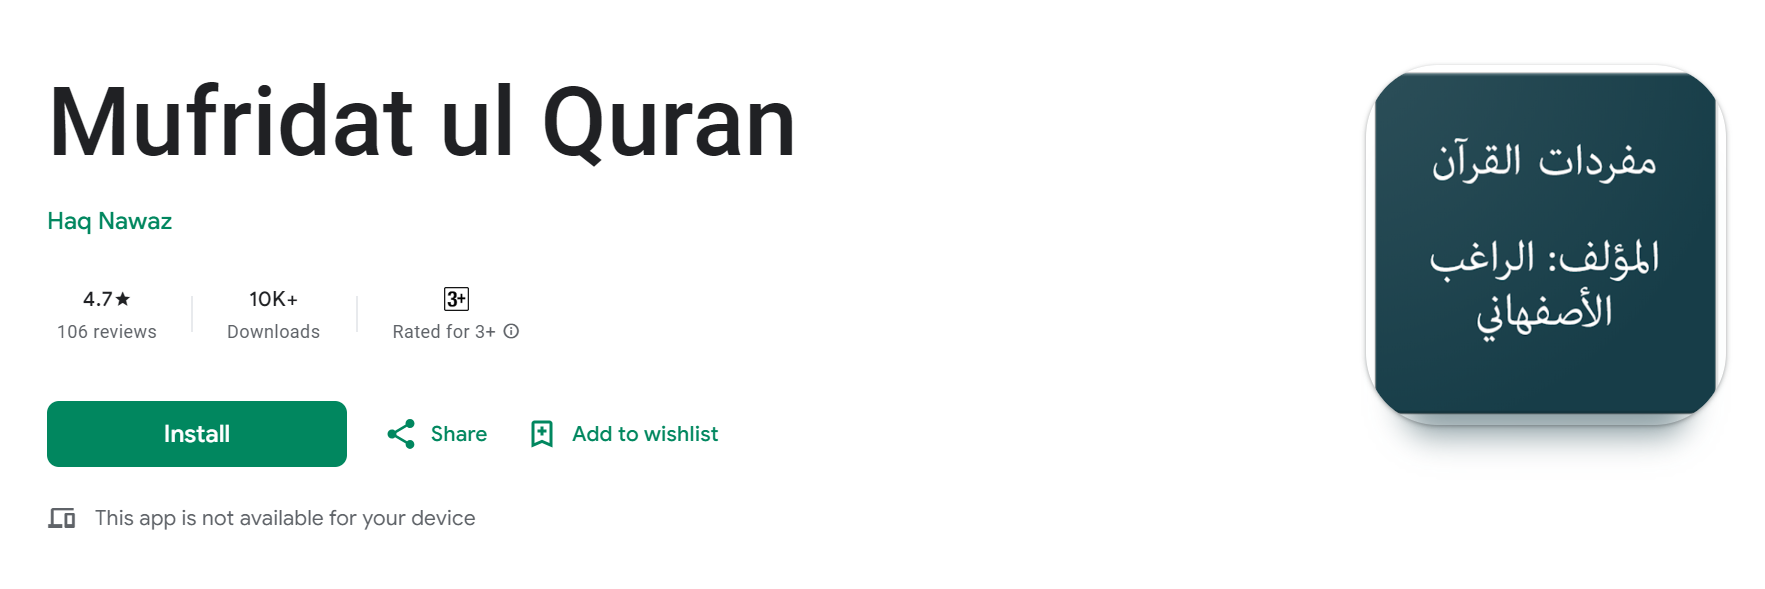 Mufridat ul Quran
Haq Nawaz
4.7★
106 reviews
10K+
Downloads
3+
Rated for 3+
Install
Share
Add to wishlist
This app is not available for your device
مفردات القرآن
المؤلف: الراغب
الأصفهاني